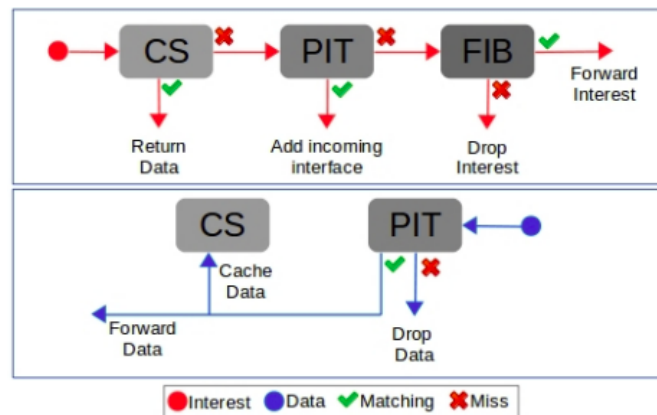 CS
PIT
FIB
Forward
Interest
Return
Data
Add incoming
interface
Drop
Interest
CS
PIT
Cache
Data
Forward
Data
Drop
Data
Interest Data Matching Miss